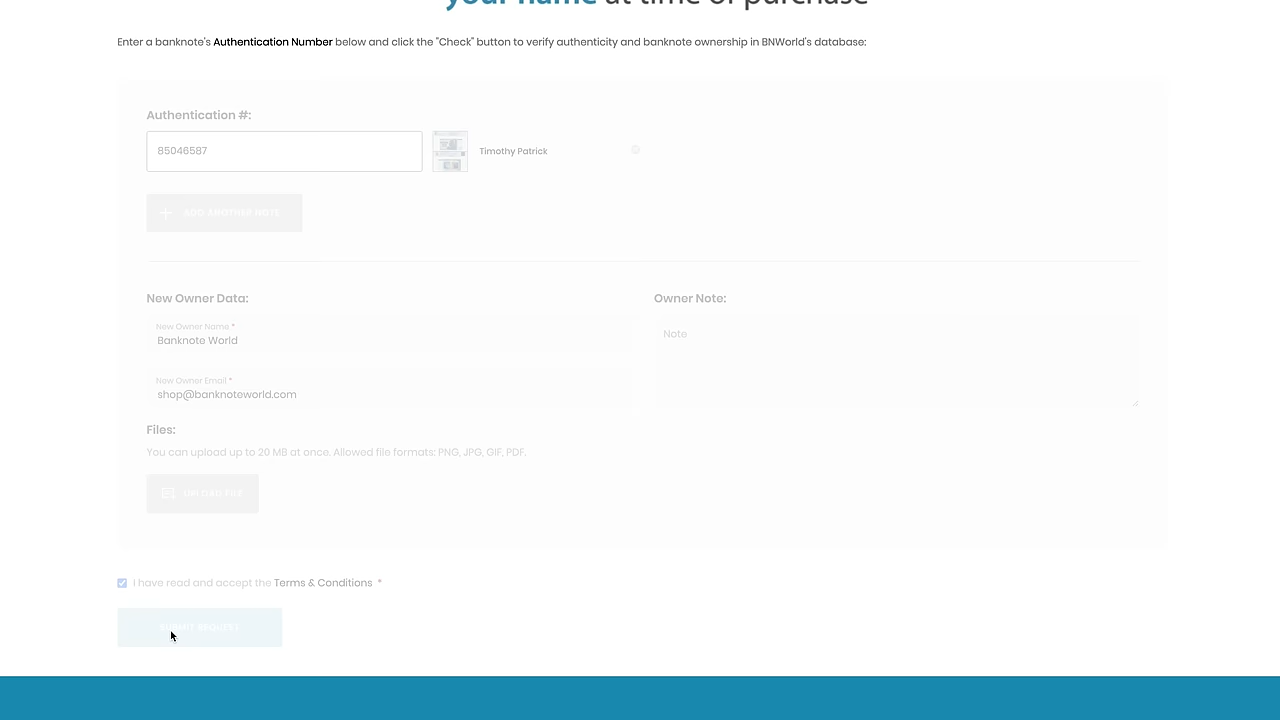 your name at time of purchase
Enter a banknote's Authentication Number below and click the "Check" button to verify authenticity and banknote ownership in BNWorld's database:
Authentication #:
85046587
Timothy Patrick
ADD ANOTHER NOTE
New Owner Data:
Owner Note:
New Owner Name *
Banknote World
Note
New Owner Email *
shop@banknoteworld.com
Files:
You can upload up to 20 MB at once. Allowed file formats: PNG, JPG, GIF, PDF.
UPLOAD FILE
I have read and accept the Terms & Conditions *
SUBMIT REQUEST